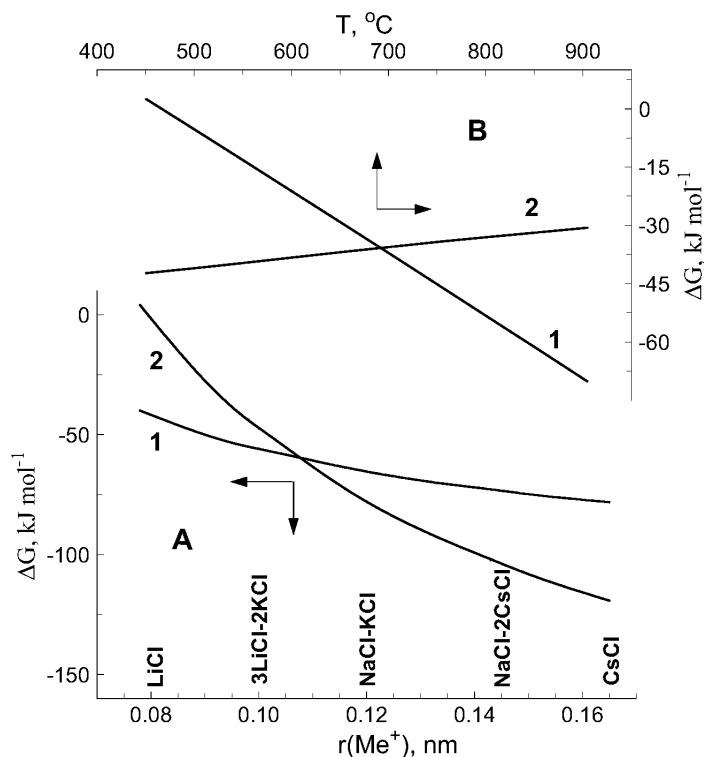 T, °C
400 500 600 700 800 900
0
B
-15
2
-30
-45
1
-60
ΔG, kJ mol⁻¹
0
2
-50
1
A
-100
-150
ΔG, kJ mol⁻¹
LiCl
3LiCl-2KCl
NaCl-KCl
NaCl-2CsCl
CsCl
0.08 0.10 0.12 0.14 0.16
r(Me⁺), nm